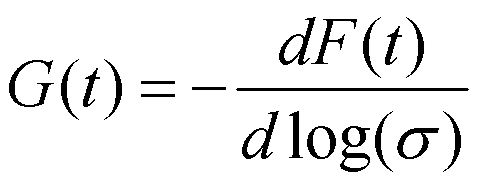 G(t) = - dF(t) / d log(σ)